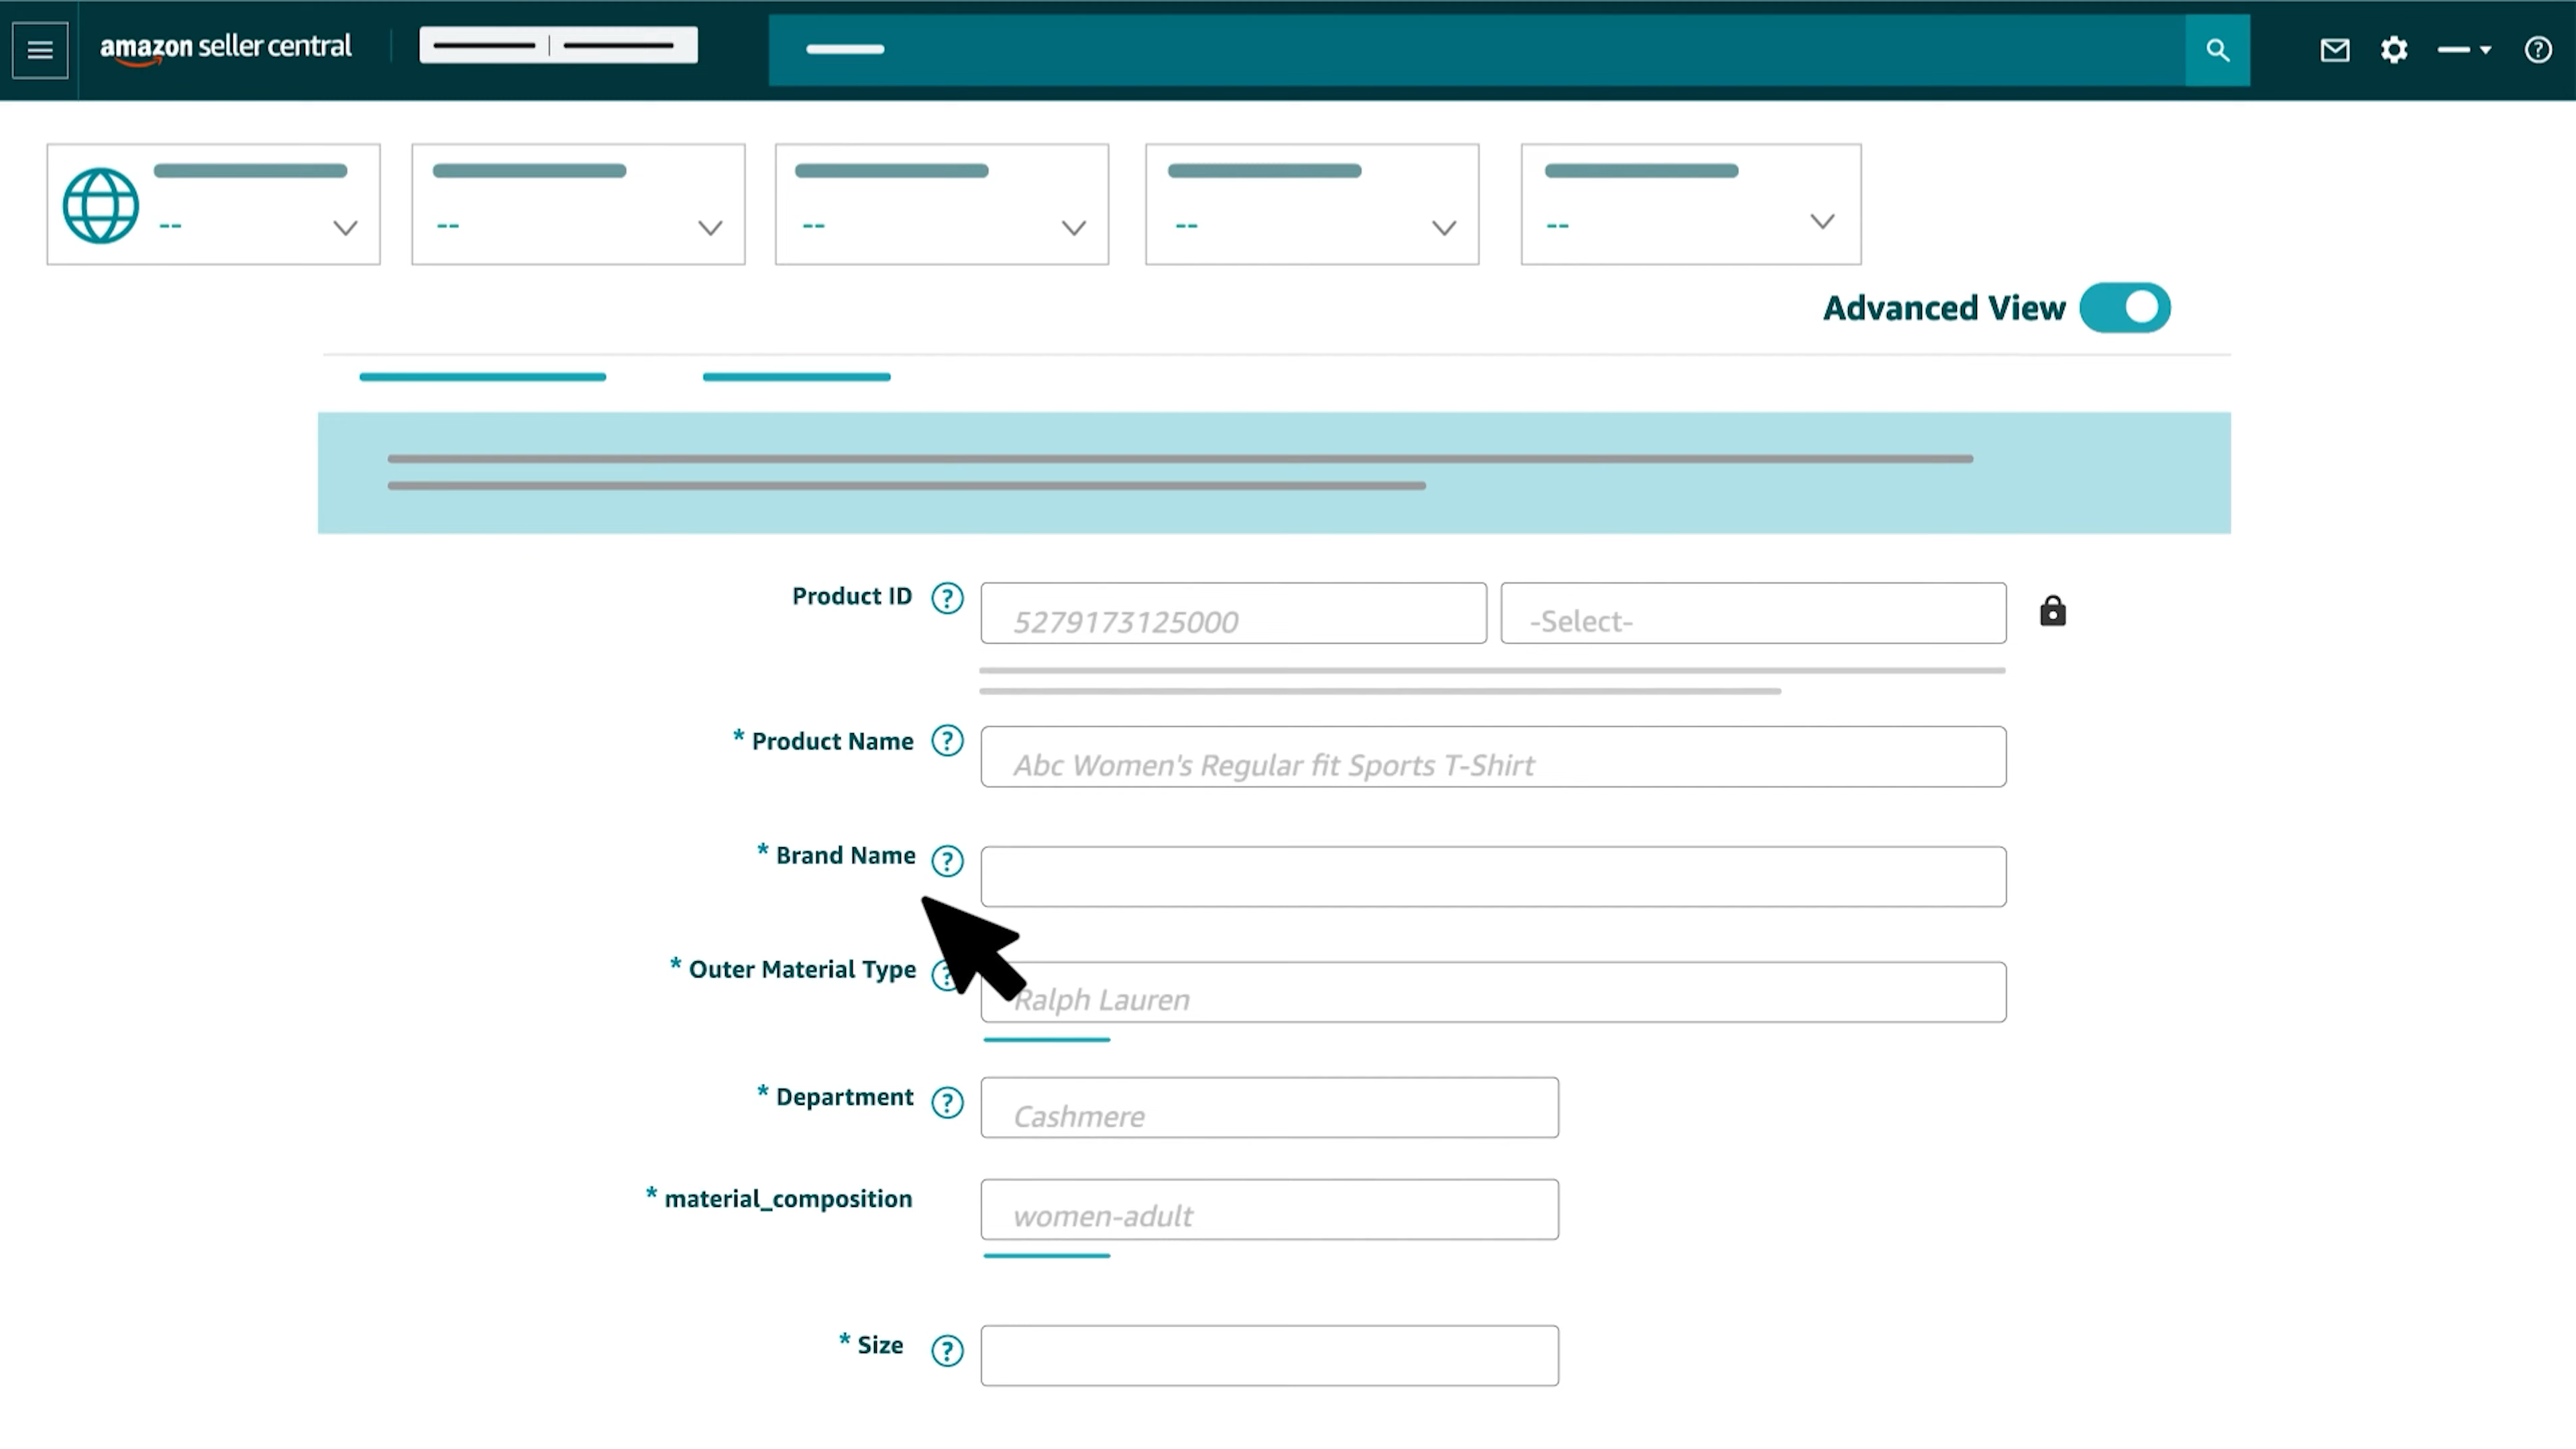 amazon seller central
--
--
--
--
--
Advanced View
Product ID
5279173125000
-Select-
* Product Name
Abc Women's Regular fit Sports T-Shirt
* Brand Name
* Outer Material Type
Ralph Lauren
* Department
Cashmere
* material_composition
women-adult
* Size